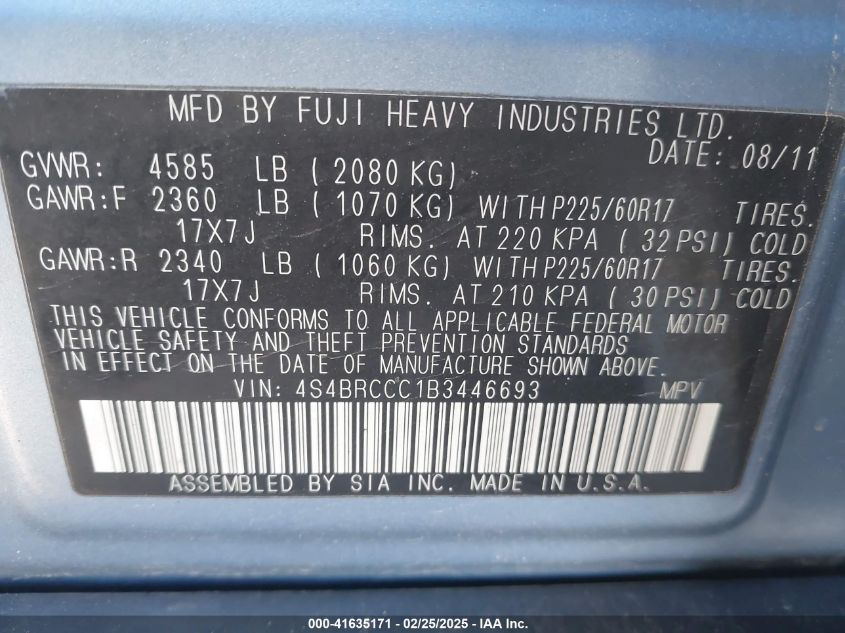 MFD BY FUJI HEAVY INDUSTRIES LTD.
DATE: 08/11
GVWR: 4585 LB ( 2080 KG)
GAWR:F 2360 LB ( 1070 KG) WITH P225/60R17 TIRES.
17X7J RIMS. AT 220 KPA ( 32 PSI) COLD
GAWR:R 2340 LB ( 1060 KG) WITH P225/60R17 TIRES.
17X7J RIMS. AT 210 KPA ( 30 PSI) COLD
THIS VEHICLE CONFORMS TO ALL APPLICABLE FEDERAL MOTOR
VEHICLE SAFETY AND THEFT PREVENTION STANDARDS
IN EFFECT ON THE DATE OF MANUFACTURE SHOWN ABOVE.
VIN: 4S4BRCCC1B3446693 MPV
ASSEMBLED BY SIA INC. MADE IN U.S.A.
000-41635171 - 02/25/2025 - IAA Inc.